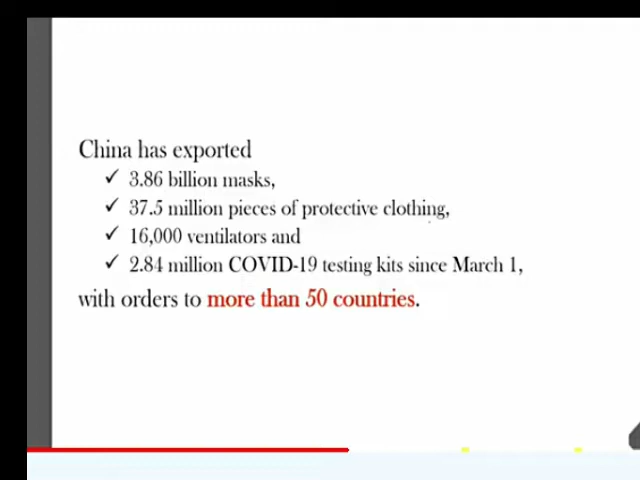 China has exported
✓ 3.86 billion masks,
✓ 37.5 million pieces of protective clothing,
✓ 16,000 ventilators and
✓ 2.84 million COVID-19 testing kits since March 1,
with orders to more than 50 countries.